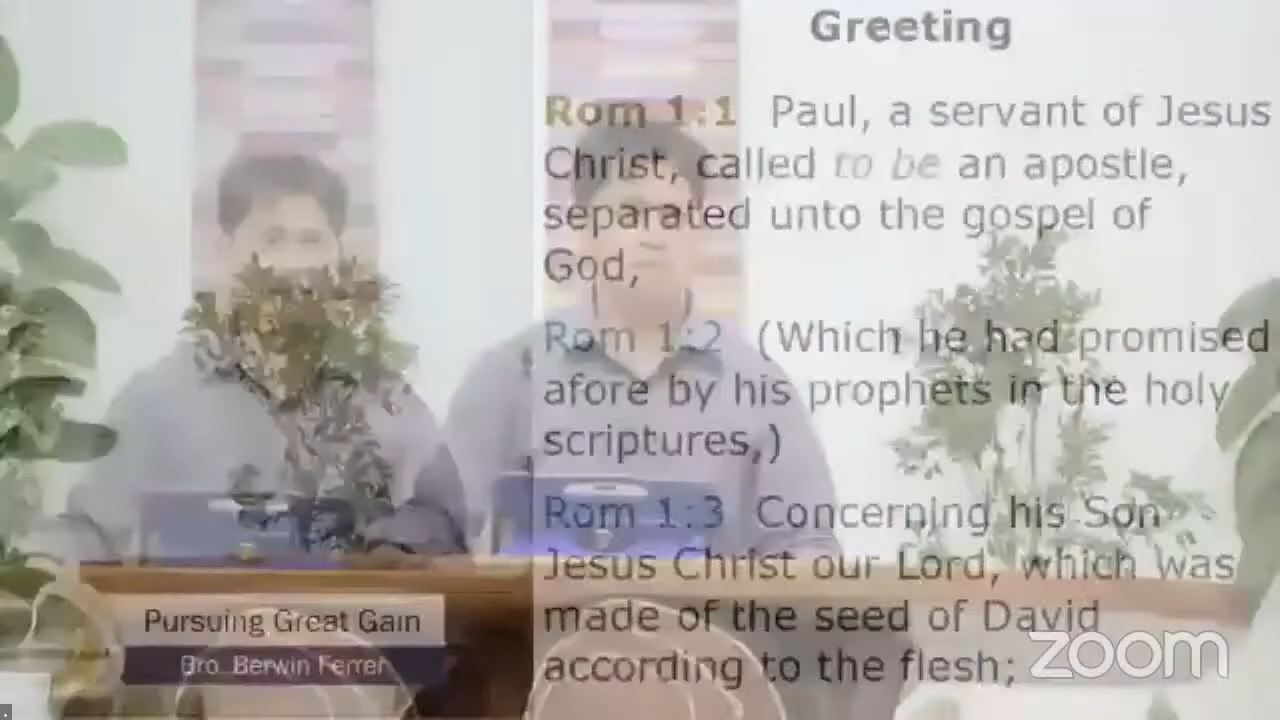 Greeting
Rom 1:1 Paul, a servant of Jesus
Christ, called to be an apostle,
separated unto the gospel of
God,
Rom 1:2 (Which he had promised
afore by his prophets in the holy
scriptures,)
Rom 1:3 Concerning his Son
Jesus Christ our Lord, which was
made of the seed of David
according to the flesh;
Pursuing Great Gain
Bro. Berwin Ferrer
zoom